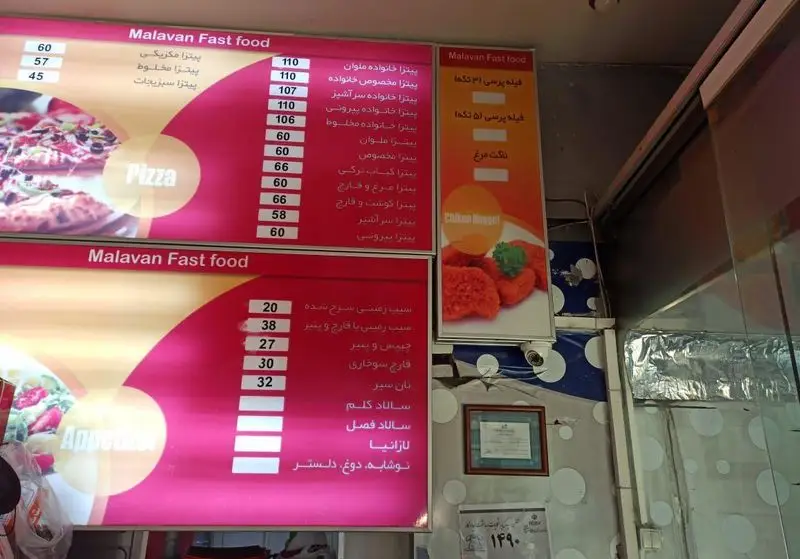 Malavan Fast food
پیتزا مکزیکی 60
پیتزا مخلوط 57
پیتزا سبزیجات 45
پیتزا خانواده ملوان 110
پیتزا مخصوص خانواده 110
پیتزا خانواده سرآشپز 107
پیتزا خانواده پپرونی 110
پیتزا خانواده مخلوط 106
پیتزا ملوان 60
پیتزا مخصوص 60
پیتزا کباب ترکی 66
پیتزا مرغ و قارچ 60
پیتزا گوشت و قارچ 66
پیتزا سرآشپز 58
پیتزا پپرونی 60
Pizza
Malavan Fast food
فیله پرسی (۳ تکه)
فیله پرسی (۵ تکه)
ناگت مرغ
Malavan Fast food
سیب زمینی سرخ شده 20
سیب زمینی با قارچ و پنیر 38
چیپس و پنیر 27
قارچ سوخاری 30
نان سیر 32
سالاد کلم
سالاد فصل
لازانیا
نوشابه، دوغ، دلستر
۱۴۹۰